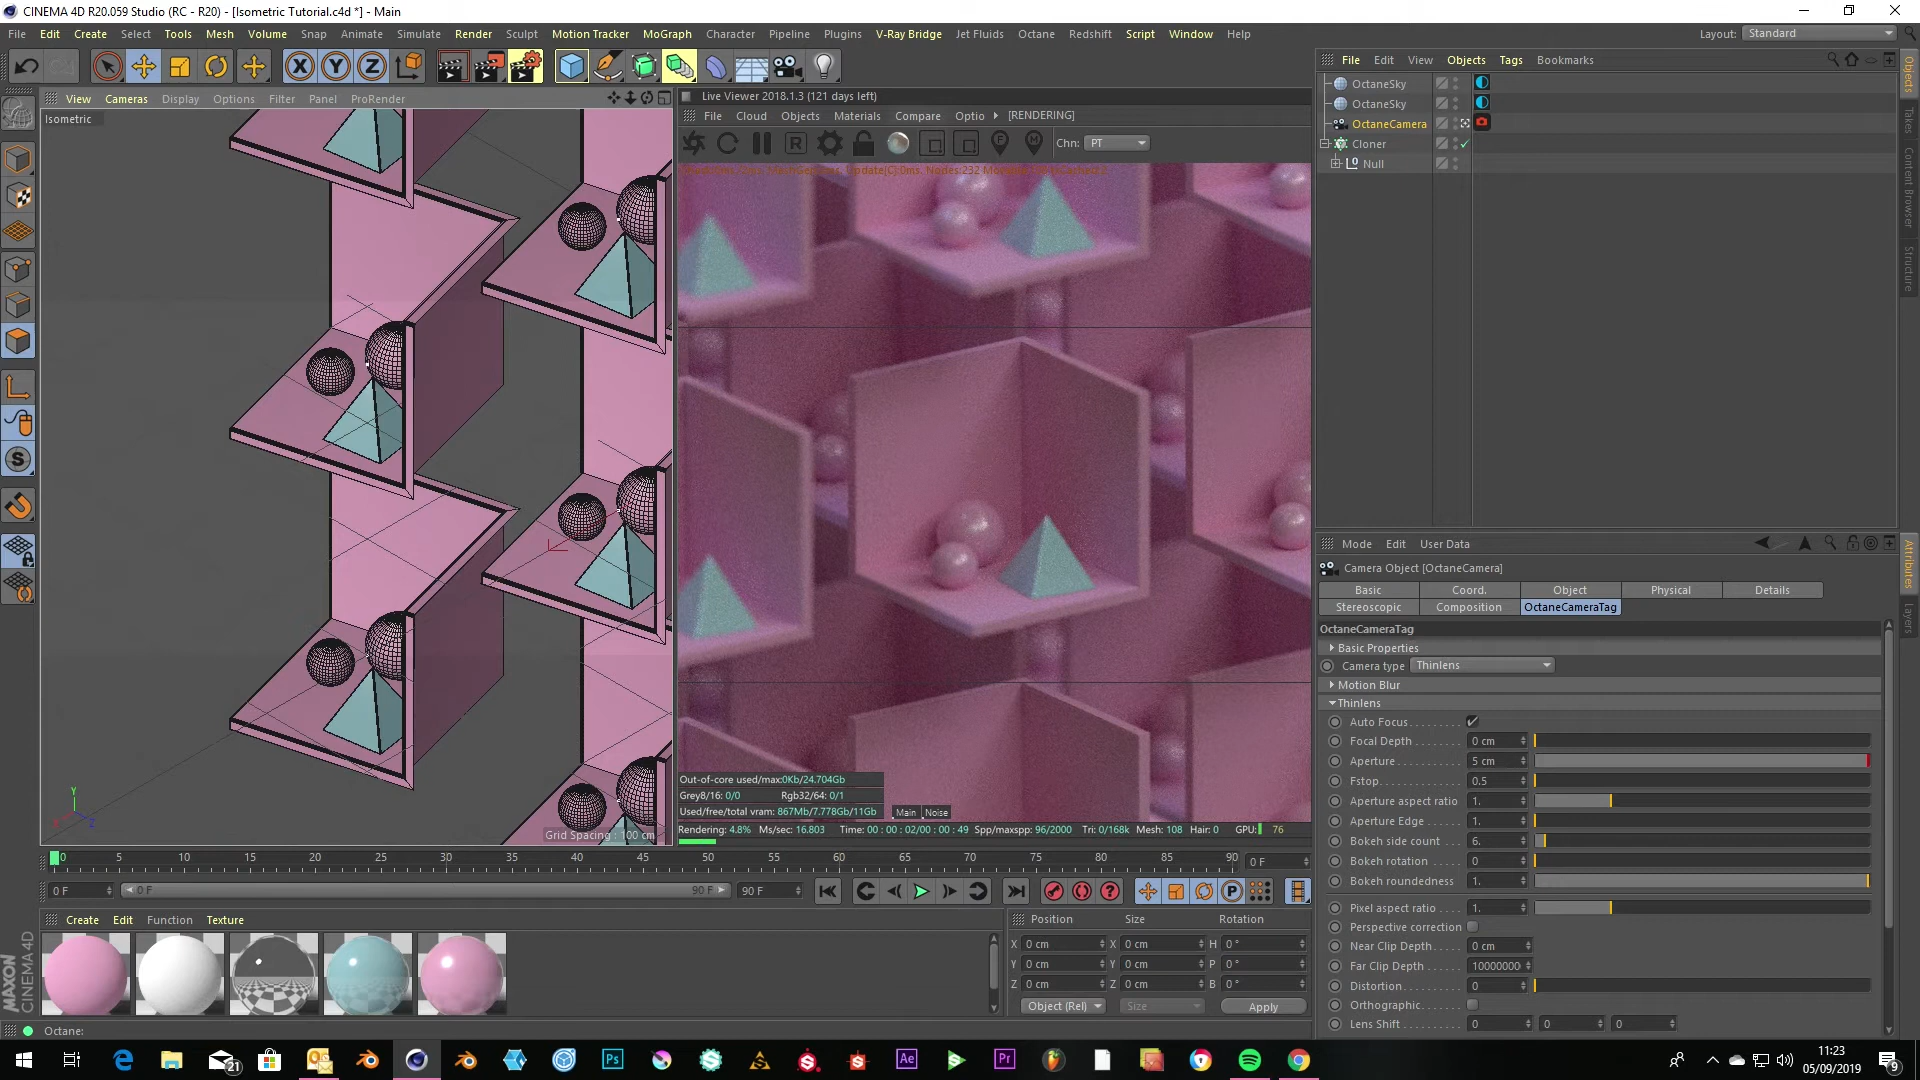 CINEMA 4D R20.059 Studio (RC - R20) - [Isometric Tutorial.c4d *] - Main
File Edit Create Select Tools Mesh Volume Snap Animate Simulate Render Sculpt Motion Tracker MoGraph Character Pipeline Plugins V-Ray Bridge Jet Fluids Octane Redshift Script Window Help
Layout: Standard
View Cameras Display Options Filter Panel ProRender
Isometric
Grid Spacing : 100 cm
Live Viewer 2018.1.3 (121 days left)
File Cloud Objects Materials Compare Optio [RENDERING]
Chn: PT
Out-of-core used/max:0Kb/24.704Gb
Grey8/16: 0/0 Rgb32/64: 0/1
Used/free/total vram: 867Mb/7.778Gb/11Gb
Main Noise
Rendering: 4.8% Ms/sec: 16.803 Time: 00 : 00 : 02/00 : 00 : 49 Spp/maxspp: 96/2000 Tri: 0/168k Mesh: 108 Hair: 0 GPU: 76
File Edit View Objects Tags Bookmarks
OctaneSky
OctaneSky
OctaneCamera
Cloner
Null
Objects
Takes
Content Browser
Structure
Mode Edit User Data
Camera Object [OctaneCamera]
Basic Coord. Object Physical Details
Stereoscopic Composition OctaneCameraTag
OctaneCameraTag
Basic Properties
Camera type Thinlens
Motion Blur
Thinlens
Auto Focus
Focal Depth 0 cm
Aperture 5 cm
Fstop 0.5
Aperture aspect ratio 1.
Aperture Edge 1.
Bokeh side count 6.
Bokeh rotation 0
Bokeh roundedness 1.
Pixel aspect ratio 1.
Perspective correction
Near Clip Depth 0 cm
Far Clip Depth 10000000
Distortion 0
Orthographic
Lens Shift 0 0 0
Attributes
Layers
0 5 10 15 20 25 30 35 40 45 50 55 60 65 70 75 80 85 90 0 F
0 F 0 F 90 F 90 F
Create Edit Function Texture
Position Size Rotation
X 0 cm X 0 cm H 0 °
Y 0 cm Y 0 cm P 0 °
Z 0 cm Z 0 cm B 0 °
Object (Rel) Size Apply
MAXON
CINEMA 4D
Octane:
21
Ps
Ae
Pr
11:23
05/09/2019
9